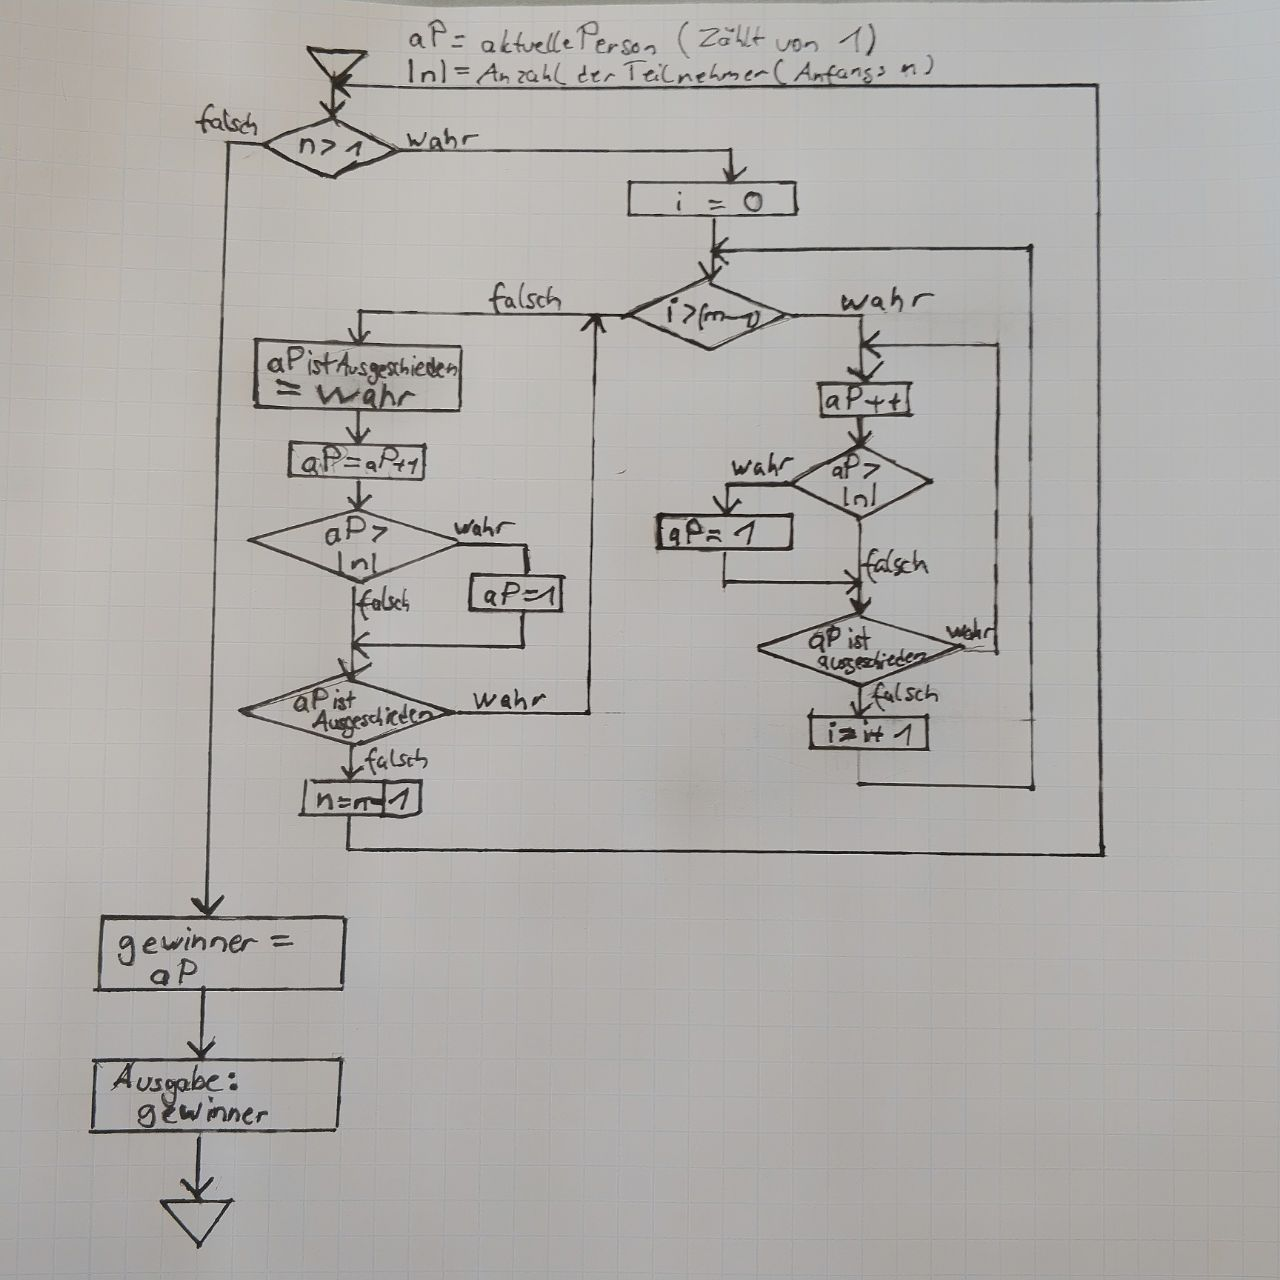 aP = aktuelle Person (Zählt von 1)
|n| = Anzahl der Teilnehmer (Anfangs n)
falsch
n > 1
wahr
i = 0
falsch
i >
wahr
aP ist Ausgeschieden
= wahr
aP++
aP = aP+1
wahr
aP >
|n|
aP = 1
aP >
|n|
wahr
falsch
falsch
aP = 1
aP ist
ausgeschieden
wahr
aP ist
Ausgeschieden
wahr
falsch
i = i + 1
falsch
n = n - 1
gewinner =
aP
Ausgabe:
gewinner